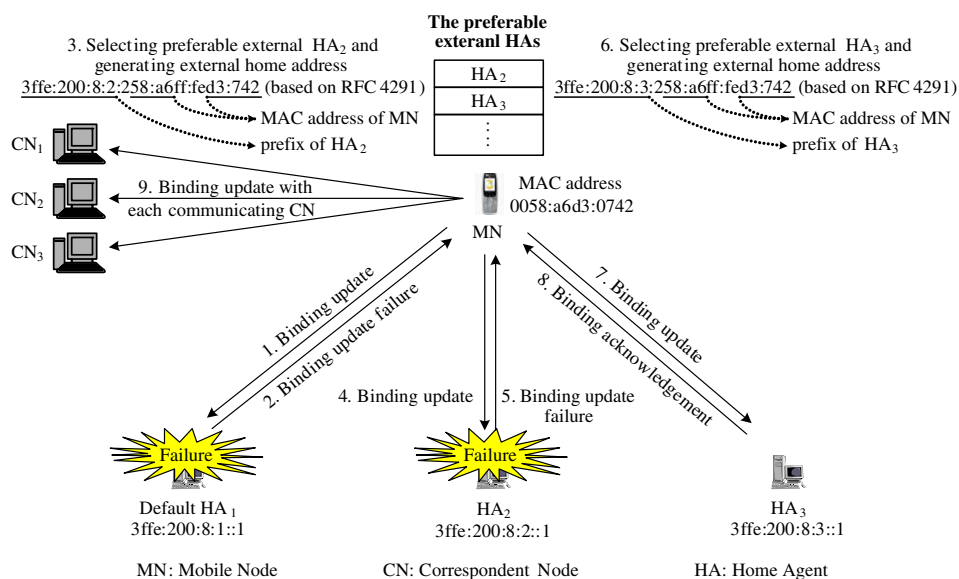 The preferable
exteranl HAs
3. Selecting preferable external HA2 and
generating external home address
3ffe:200:8:2:258:a6ff:fed3:742 (based on RFC 4291)
MAC address of MN
prefix of HA2
HA2
HA3
⋮
6. Selecting preferable external HA3 and
generating external home address
3ffe:200:8:3:258:a6ff:fed3:742 (based on RFC 4291)
MAC address of MN
prefix of HA3
CN1
CN2
CN3
9. Binding update with
each communicating CN
MAC address
0058:a6d3:0742
MN
1. Binding update
2. Binding update failure
4. Binding update
5. Binding update
failure
7. Binding update
8. Binding acknowledgement
Failure
Default HA1
3ffe:200:8:1::1
Failure
HA2
3ffe:200:8:2::1
HA3
3ffe:200:8:3::1
MN: Mobile Node
CN: Correspondent Node
HA: Home Agent